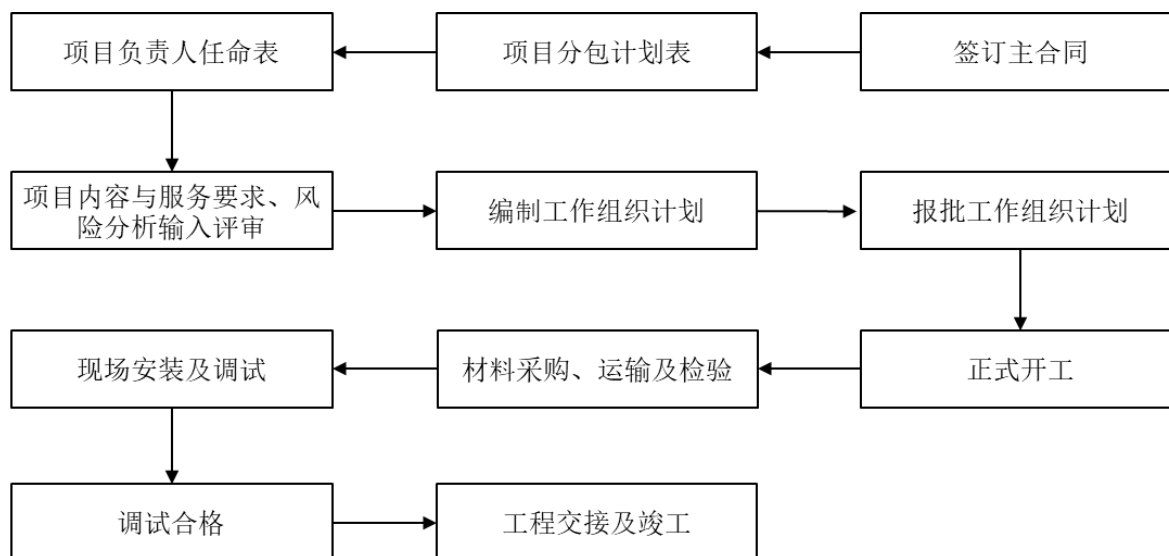 项目负责人任命表
项目分包计划表
签订主合同
项目内容与服务要求、风
险分析输入评审
编制工作组织计划
报批工作组织计划
现场安装及调试
材料采购、运输及检验
正式开工
调试合格
工程交接及竣工